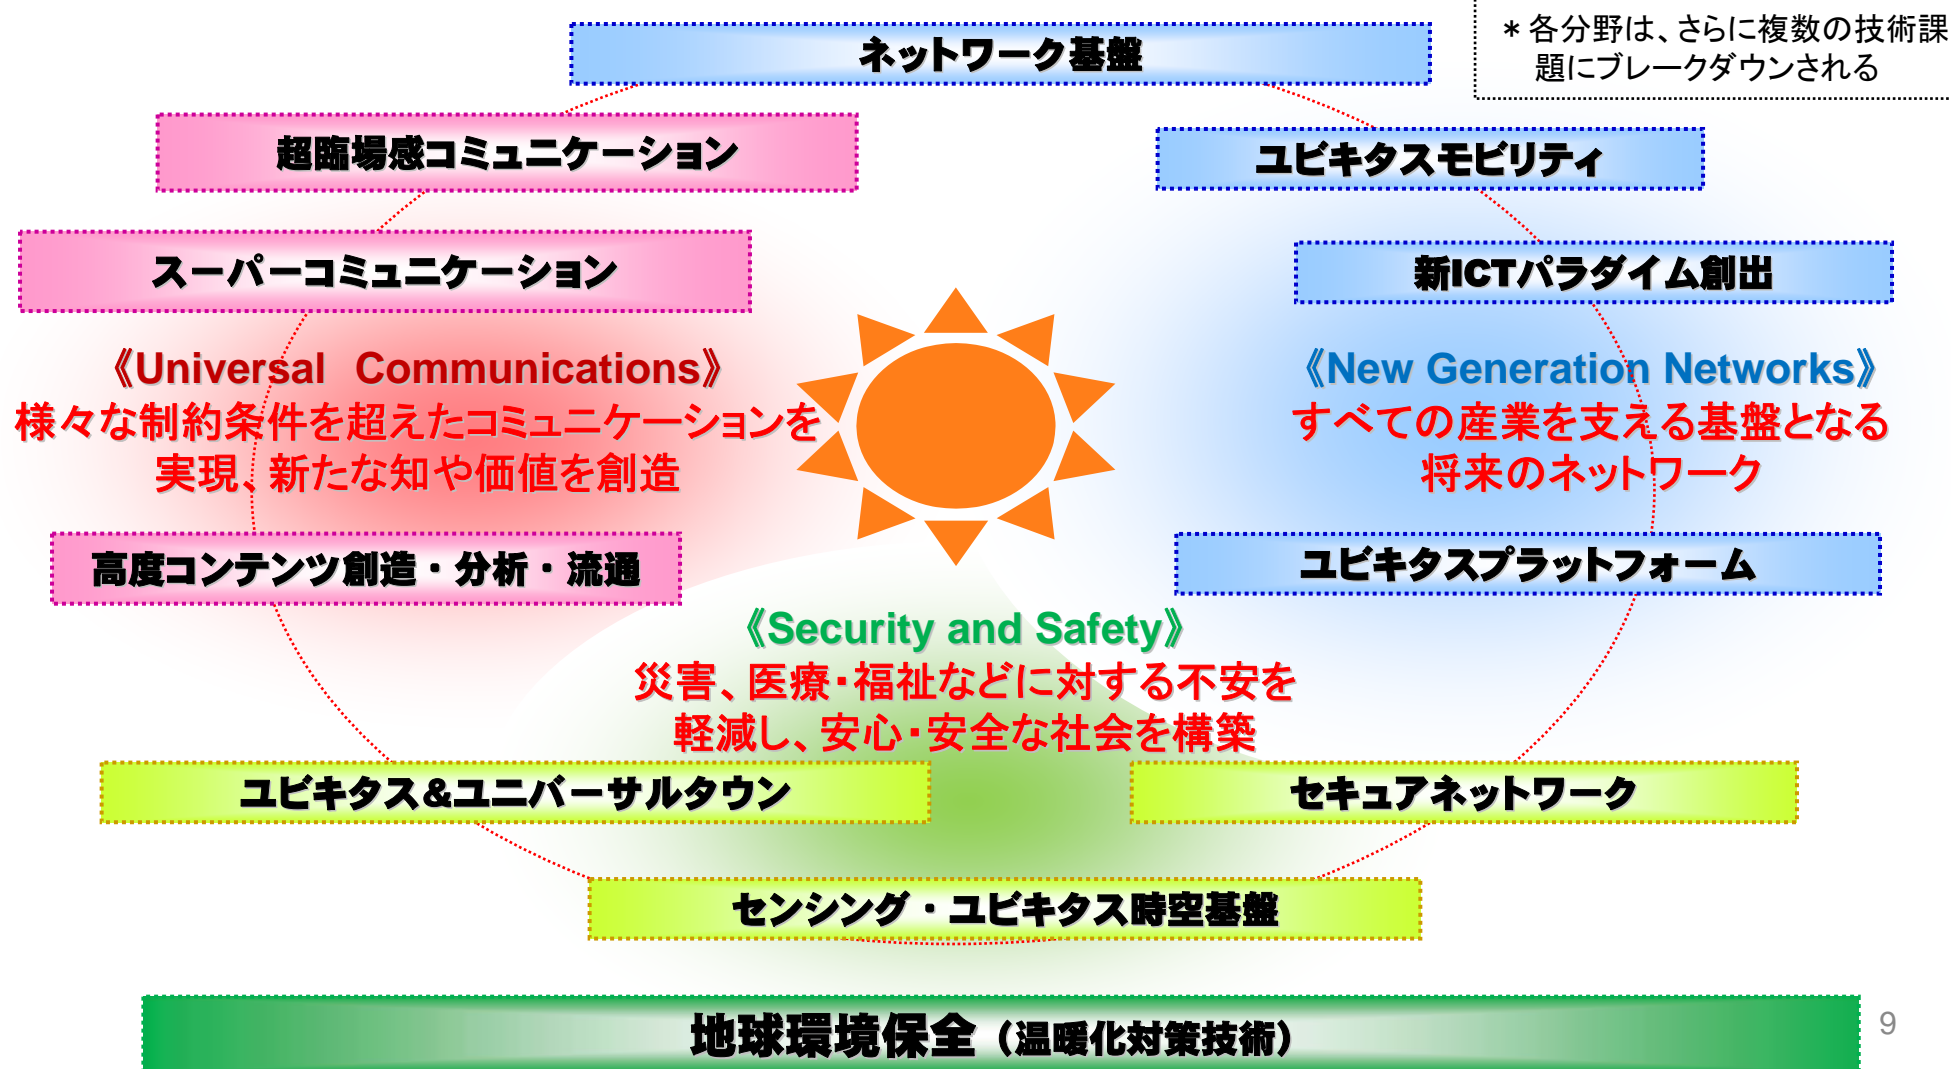 ネットワーク基盤
＊各分野は、さらに複数の技術課
題にブレークダウンされる
超臨場感コミュニケーション
ユビキタスモビリティ
スーパーコミュニケーション
新ICTパラダイム創出
《Universal　Communications》
様々な制約条件を超えたコミュニケーションを
実現、新たな知や価値を創造
《New Generation Networks》
すべての産業を支える基盤となる
将来のネットワーク
高度コンテンツ創造・分析・流通
ユビキタスプラットフォーム
《Security and Safety》
災害、医療・福祉などに対する不安を
軽減し、安心・安全な社会を構築
ユビキタス＆ユニバーサルタウン
セキュアネットワーク
センシング・ユビキタス時空基盤
地球環境保全（温暖化対策技術）
9